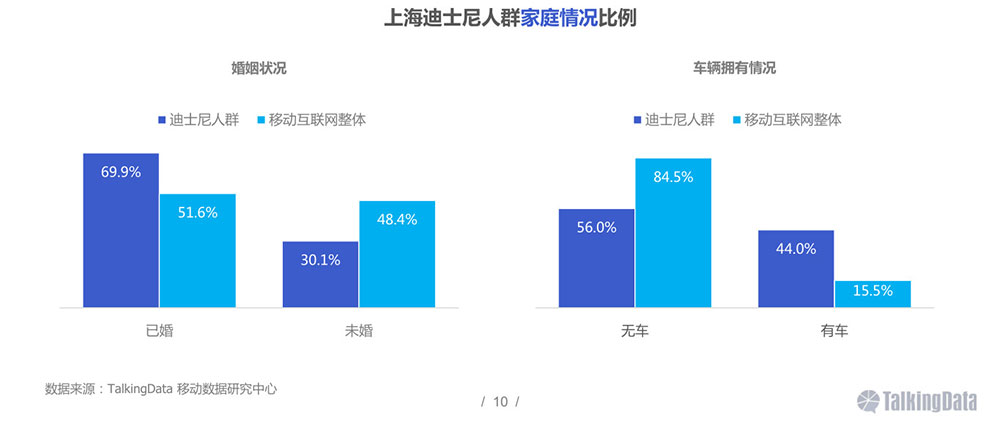 上海迪士尼人群家庭情况比例
婚姻状况
迪士尼人群 移动互联网整体
69.9%
51.6%
30.1%
48.4%
已婚 未婚
车辆拥有情况
迪士尼人群 移动互联网整体
56.0%
84.5%
44.0%
15.5%
无车 有车
数据来源：TalkingData 移动数据研究中心
/ 10 /
TalkingData